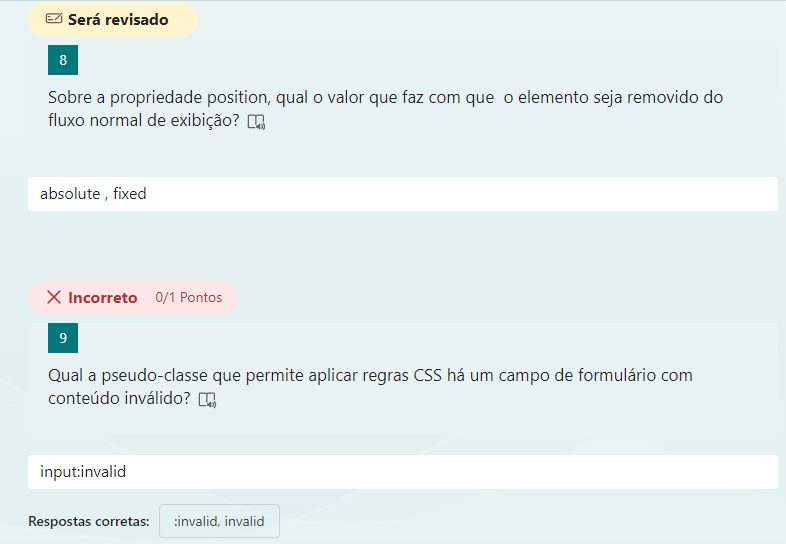 Será revisado
8
Sobre a propriedade position, qual o valor que faz com que  o elemento seja removido do
fluxo normal de exibição?
absolute , fixed
Incorreto 0/1 Pontos
9
Qual a pseudo-classe que permite aplicar regras CSS há um campo de formulário com
conteúdo inválido?
input:invalid
Respostas corretas: :invalid, invalid